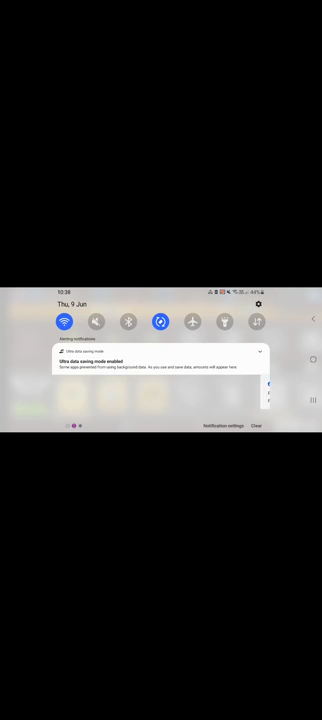 10:38
44%
Thu, 9 Jun
Alerting notifications
Ultra data saving mode
Ultra data saving mode enabled
Some apps prevented from using background data. As you use and save data, amounts will appear here.
Notification settings
Clear